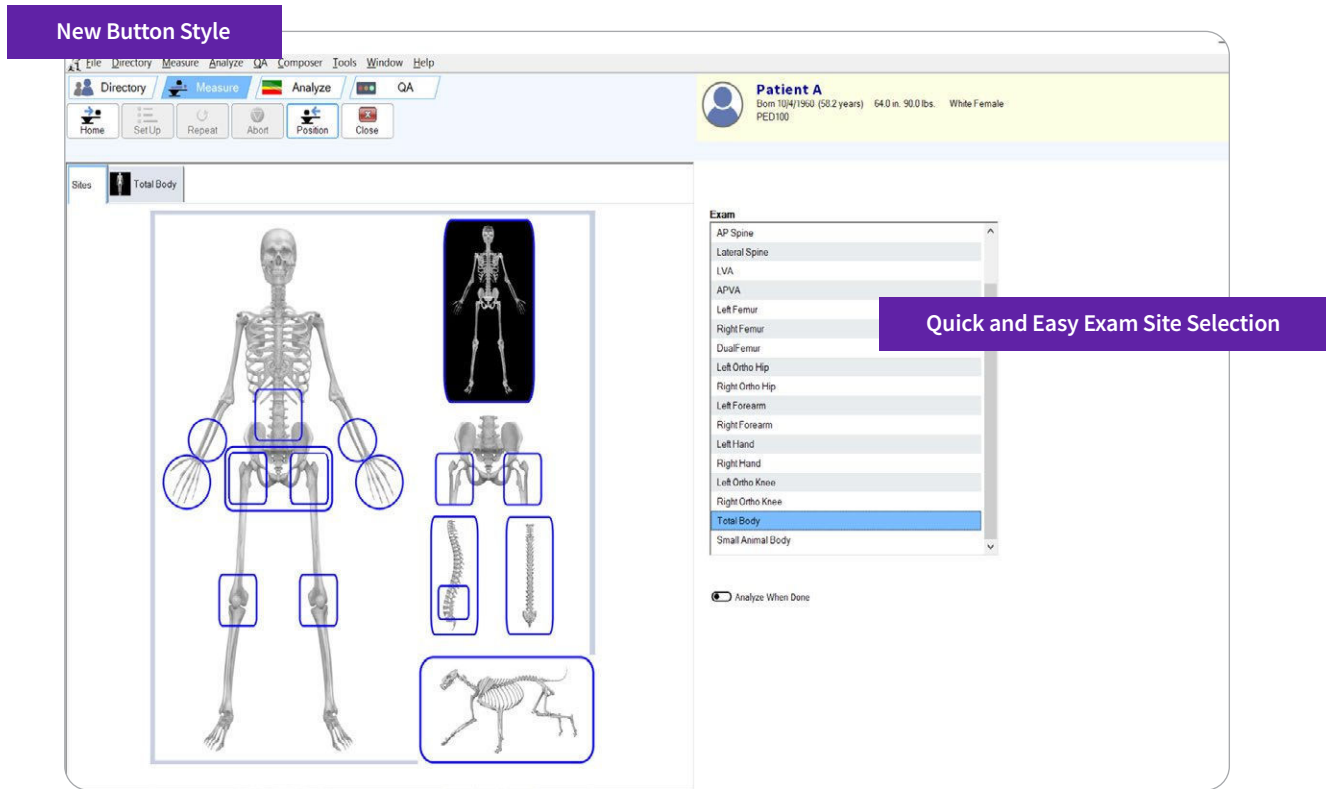 New Button Style
File Directory Measure Analyze QA Composer Tools Window Help
Directory Measure Analyze QA
Home SetUp Repeat Abort Position Close
Patient A
Born 10/4/1960 (58.2 years) 64.0 in. 90.0 lbs. White Female
PED100
Sites Total Body
Exam
AP Spine
Lateral Spine
LVA
APVA
Left Femur
Right Femur
DualFemur
Left Ortho Hip
Right Ortho Hip
Left Forearm
Right Forearm
Left Hand
Right Hand
Left Ortho Knee
Right Ortho Knee
Total Body
Small Animal Body
Quick and Easy Exam Site Selection
Analyze When Done